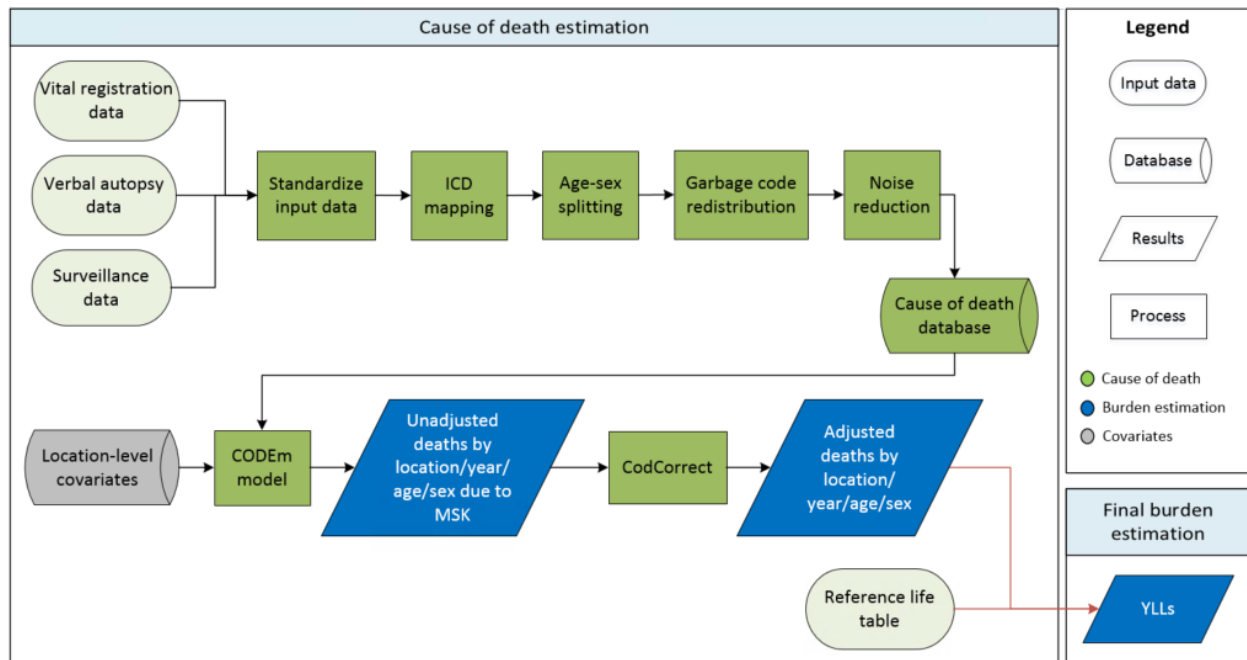 Cause of death estimation
Vital registration
data
Verbal autopsy
data
Surveillance
data
Standardize
input data
ICD
mapping
Age-sex
splitting
Garbage code
redistribution
Noise
reduction
Cause of death
database
Location-level
covariates
CODEm
model
Unadjusted
deaths by
location/year/
age/sex due to
MSK
CodCorrect
Adjusted
deaths by
location/
year/age/sex
Reference life
table
Legend
Input data
Database
Results
Process
Cause of death
Burden estimation
Covariates
Final burden
estimation
YLLs